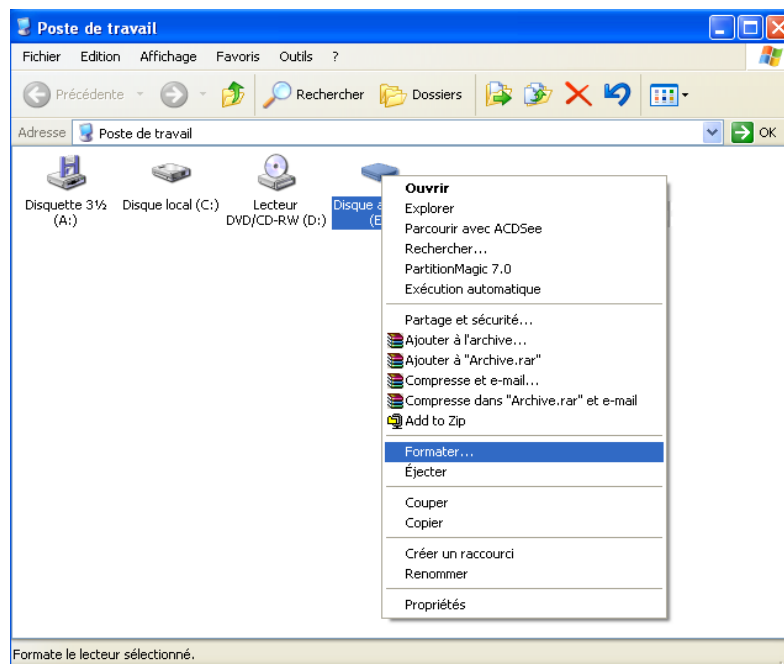 Poste de travail
Fichier Edition Affichage Favoris Outils ?
Précédente Rechercher Dossiers
Adresse Poste de travail OK
Disquette 3½ (A:)
Disque local (C:)
Lecteur DVD/CD-RW (D:)
Disque
Ouvrir
Explorer
Parcourir avec ACDSee
Rechercher...
PartitionMagic 7.0
Exécution automatique
Partage et sécurité...
Ajouter à l'archive...
Ajouter à "Archive.rar"
Compresse et e-mail...
Compresse dans "Archive.rar" et e-mail
Add to Zip
Formater...
Éjecter
Couper
Copier
Créer un raccourci
Renommer
Propriétés
Formate le lecteur sélectionné.